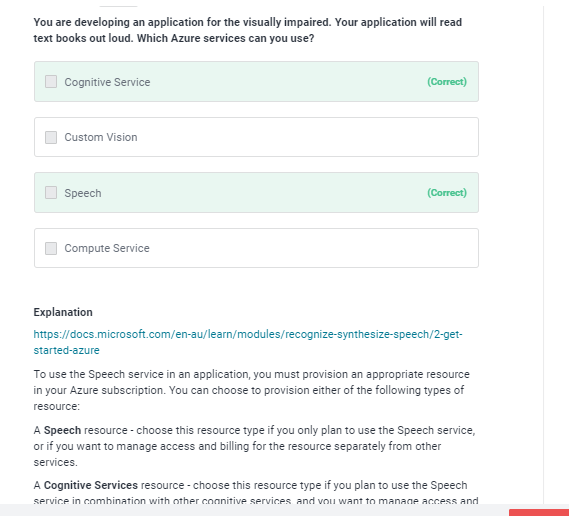 You are developing an application for the visually impaired. Your application will read
text books out loud. Which Azure services can you use?
Cognitive Service
(Correct)
Custom Vision
Speech
(Correct)
Compute Service
Explanation
https://docs.microsoft.com/en-au/learn/modules/recognize-synthesize-speech/2-get-
started-azure
To use the Speech service in an application, you must provision an appropriate resource
in your Azure subscription. You can choose to provision either of the following types of
resource:
A Speech resource - choose this resource type if you only plan to use the Speech service,
or if you want to manage access and billing for the resource separately from other
services.
A Cognitive Services resource - choose this resource type if you plan to use the Speech
service in combination with other cognitive services, and you want to manage access and